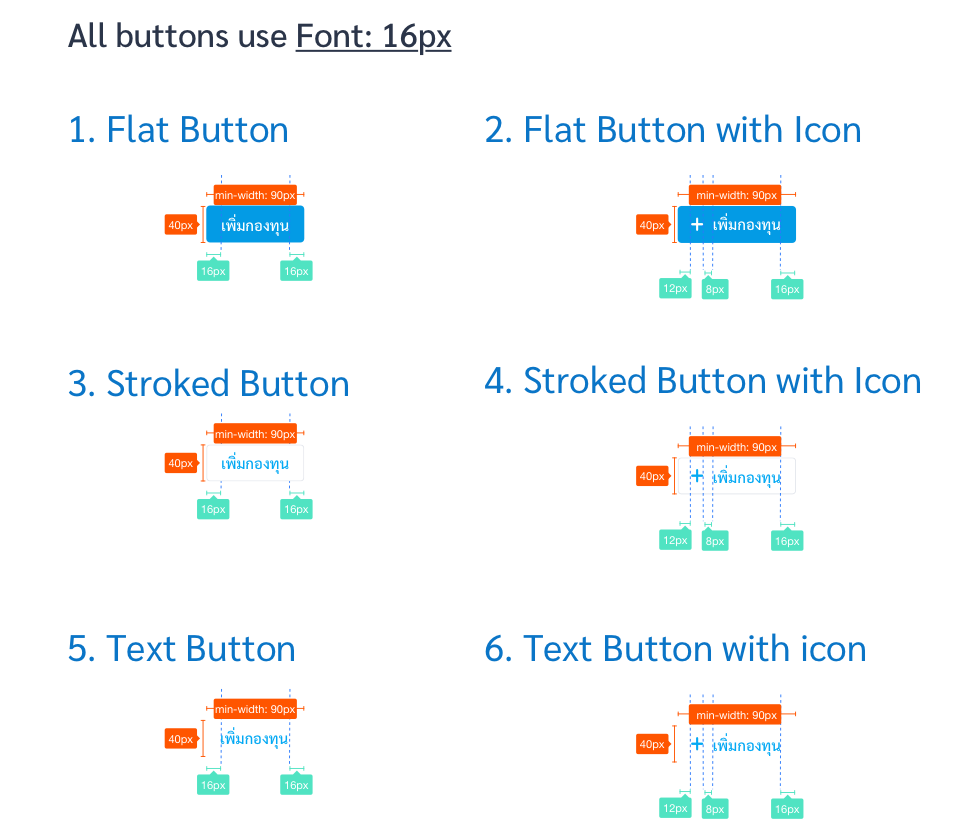 All buttons use Font: 16px
1. Flat Button
min-width: 90px
40px
เพิ่มกองทุน
16px
16px
2. Flat Button with Icon
min-width: 90px
40px
+ เพิ่มกองทุน
12px
8px
16px
3. Stroked Button
min-width: 90px
40px
เพิ่มกองทุน
16px
16px
4. Stroked Button with Icon
min-width: 90px
40px
+ เพิ่มกองทุน
12px
8px
16px
5. Text Button
min-width: 90px
40px
เพิ่มกองทุน
16px
16px
6. Text Button with icon
min-width: 90px
40px
+ เพิ่มกองทุน
12px
8px
16px